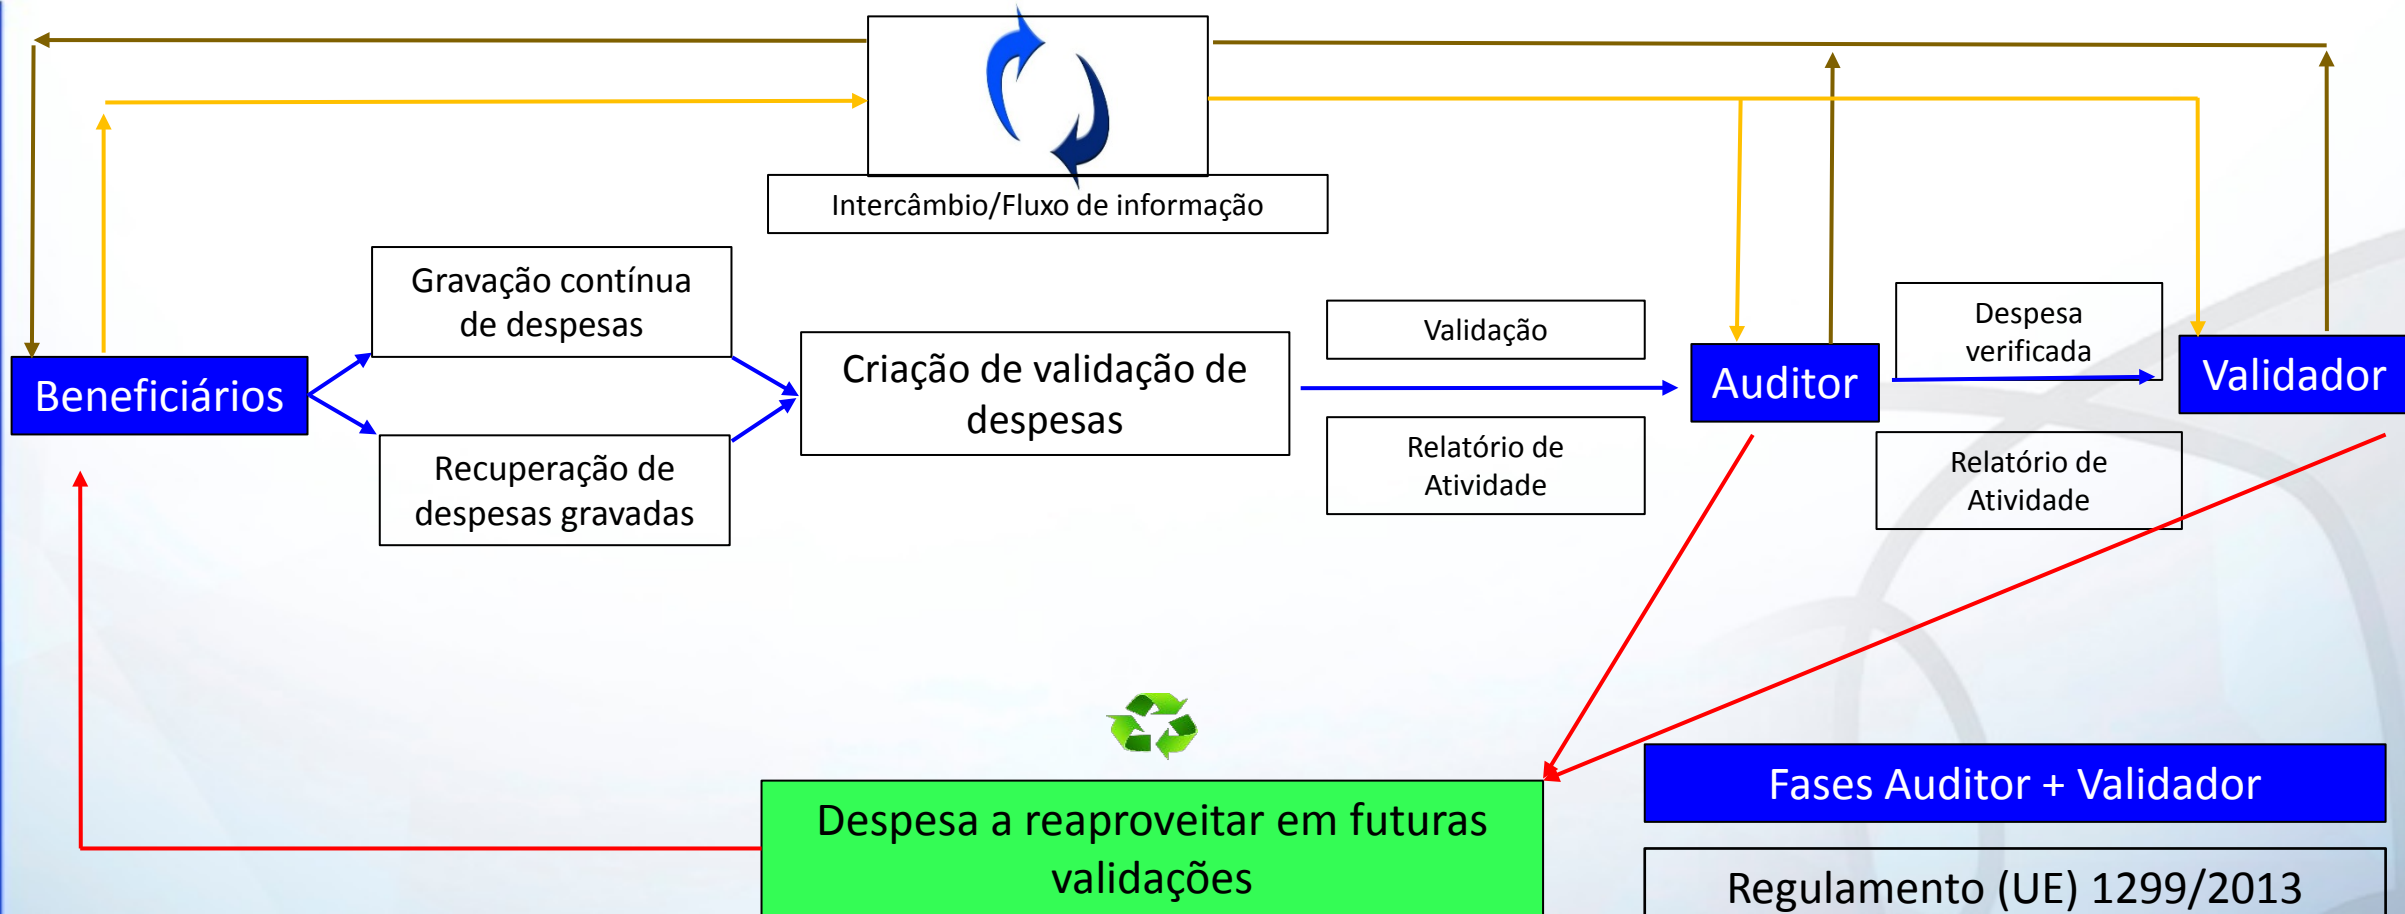 Intercâmbio/Fluxo de informação
Gravação contínua
de despesas
Validação
Despesa
verificada
Beneficiários
Criação de validação de
despesas
Auditor
Validador
Recuperação de
despesas gravadas
Relatório de
Atividade
Relatório de
Atividade
Despesa a reaproveitar em futuras
validações
Fases Auditor + Validador
Regulamento (UE) 1299/2013